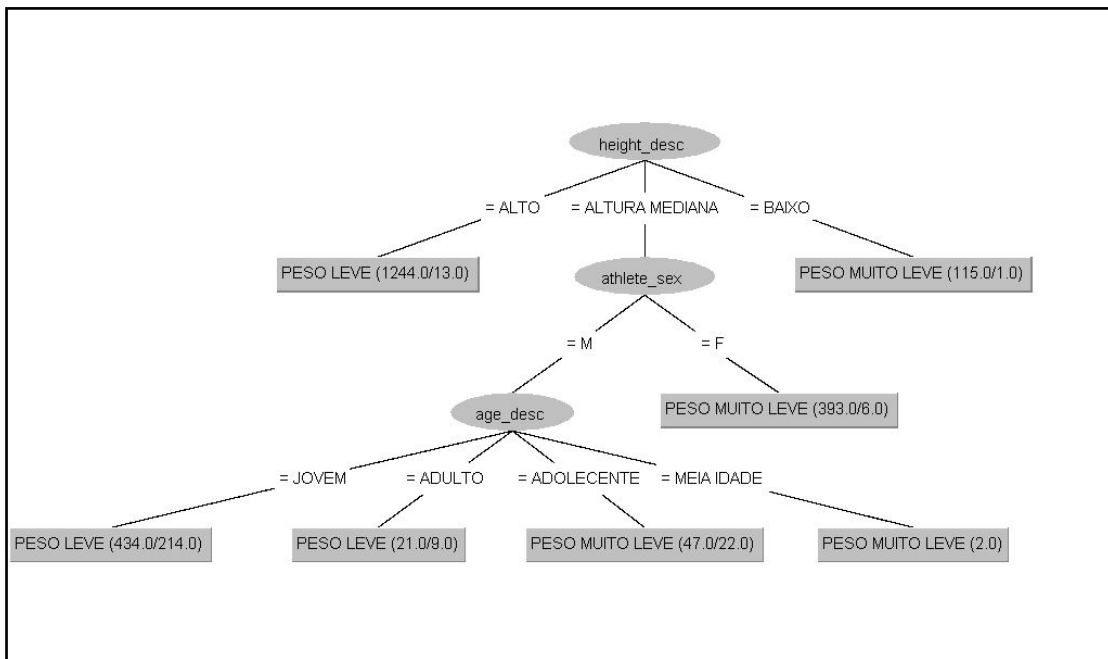 height_desc
= ALTO
= ALTURA MEDIANA
= BAIXO
PESO LEVE (1244.0/13.0)
athlete_sex
PESO MUITO LEVE (115.0/1.0)
= M
= F
age_desc
PESO MUITO LEVE (393.0/6.0)
= JOVEM
= ADULTO
= ADOLECENTE
= MEIA IDADE
PESO LEVE (434.0/214.0)
PESO LEVE (21.0/9.0)
PESO MUITO LEVE (47.0/22.0)
PESO MUITO LEVE (2.0)